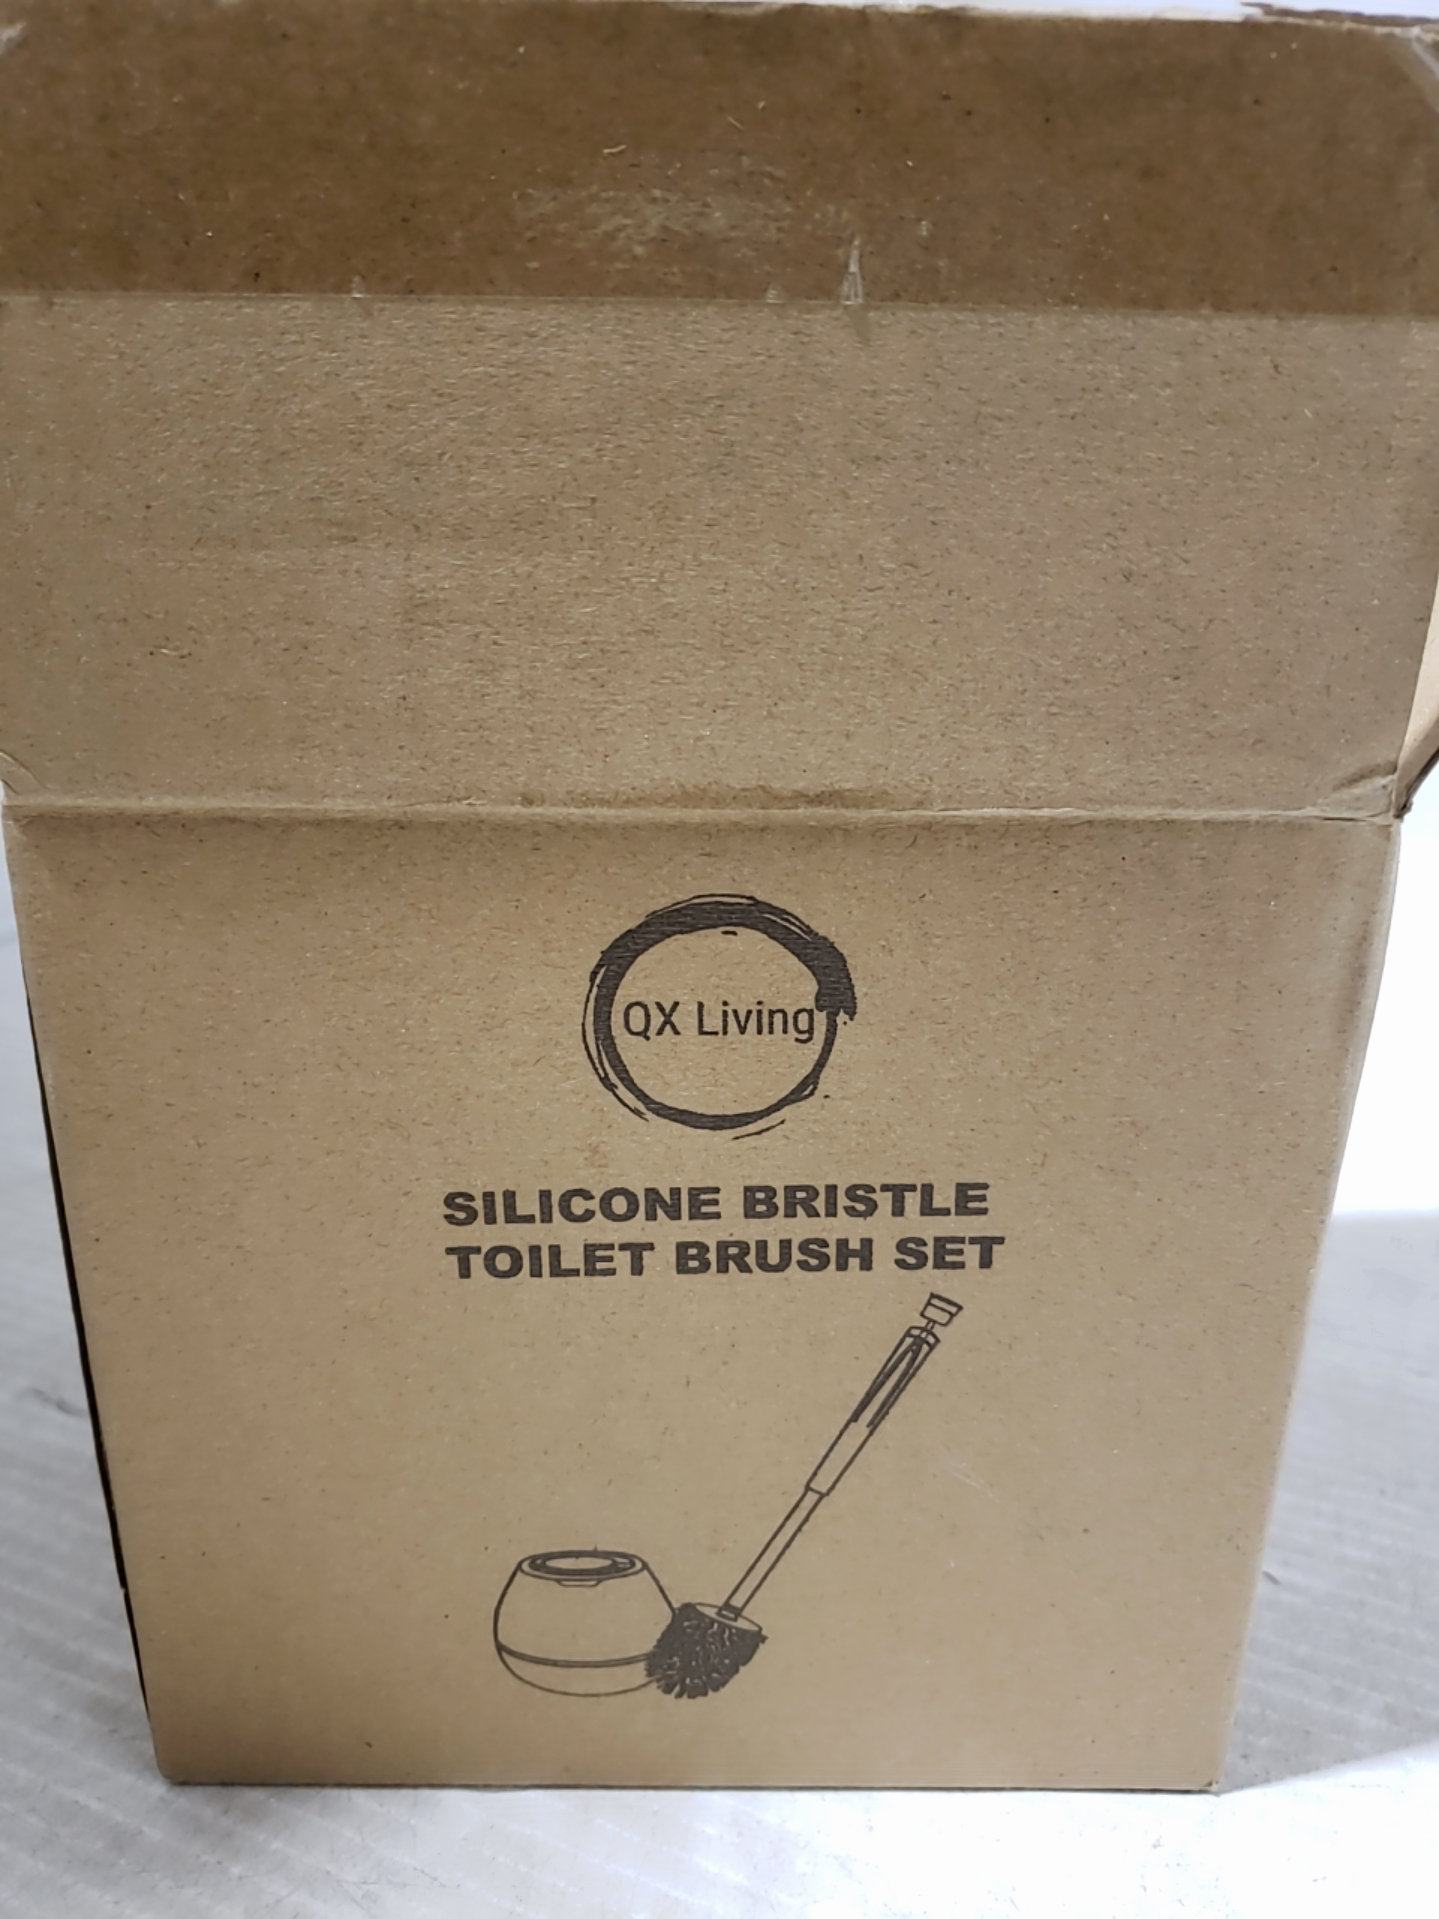 QX Living
SILICONE BRISTLE
TOILET BRUSH SET